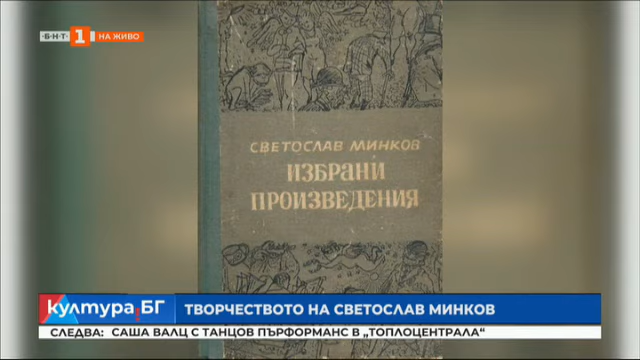 БНТ 1 НА ЖИВО
СВЕТОСЛАВ МИНКОВ
ИЗБРАНИ
ПРОИЗВЕДЕНИЯ
Култура.БГ
ТВОРЧЕСТВОТО НА СВЕТОСЛАВ МИНКОВ
СЛЕДВА: САША ВАЛЦ С ТАНЦОВ ПЪРФОРМАНС В „ТОПЛОЦЕНТРАЛА“